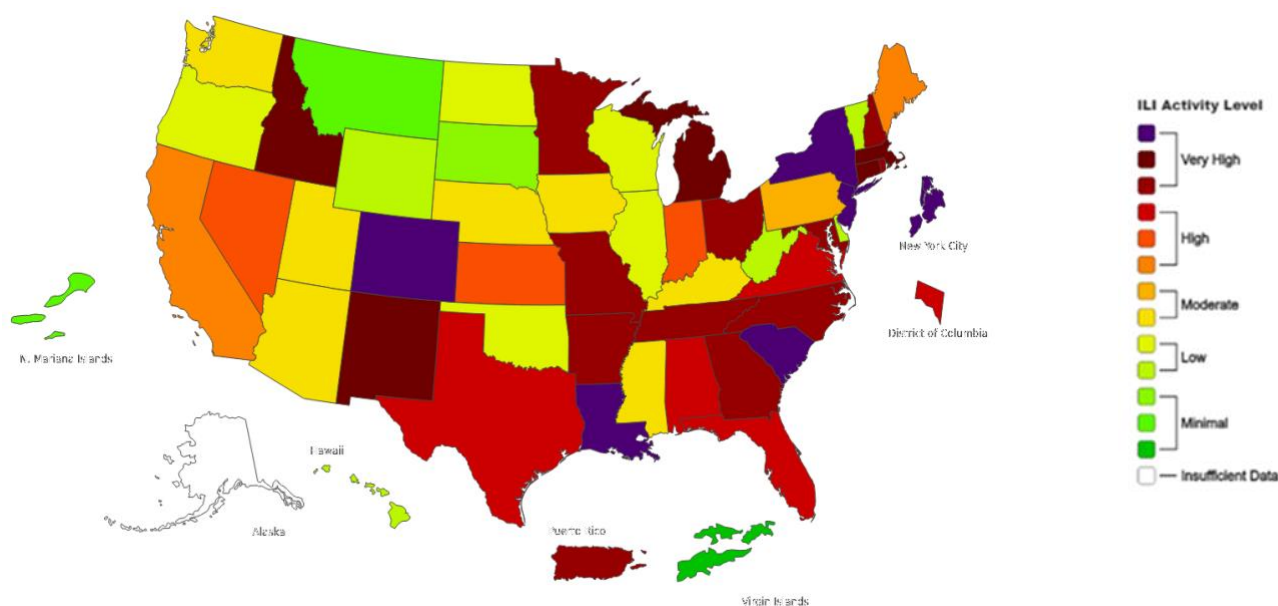 ILI Activity Level
Very High
High
Moderate
Low
Minimal
Insufficient Data
New York City
District of Columbia
N. Mariana Islands
Hawaii
Alaska
Puerto Rico
Virgin Islands